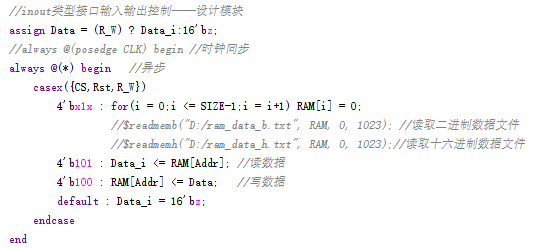 //inout类型接口输入输出控制——设计模块
assign Data = (R_W) ? Data_i:16'bz;
//always @(posedge CLK) begin //时钟同步
always @(*) begin //异步
casex({CS,Rst,R_W})
4'bx1x : for(i = 0;i <= SIZE-1;i = i+1) RAM[i] = 0;
//$readmemb("D:/ram_data_b.txt", RAM, 0, 1023); //读取二进制数据文件
//$readmemh("D:/ram_data_h.txt", RAM, 0, 1023);//读取十六进制数据文件
4'b101 : Data_i <= RAM[Addr]; //读数据
4'b100 : RAM[Addr] <= Data; //写数据
default : Data_i = 16'bz;
endcase
end